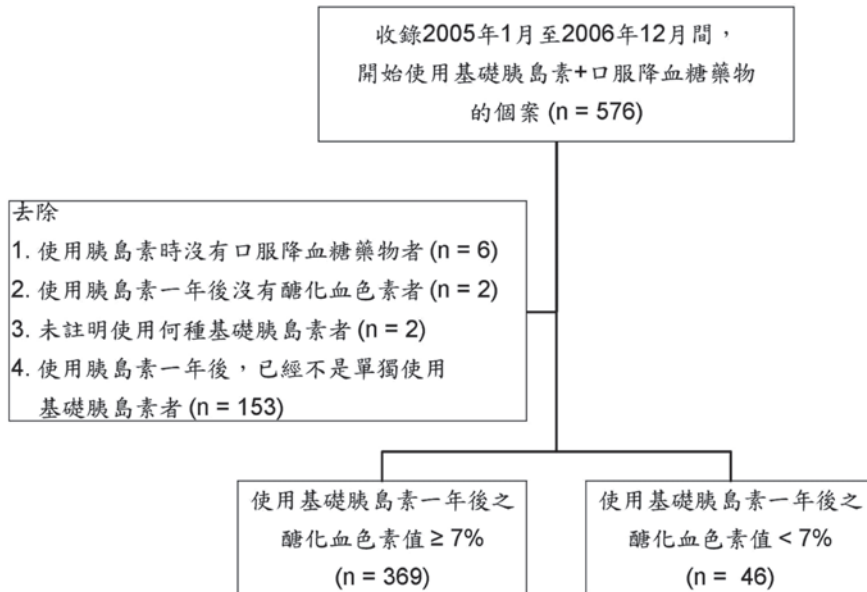 收錄2005年1月至2006年12月間，
開始使用基礎胰島素+口服降血糖藥物
的個案 (n = 576)
去除
1. 使用胰島素時沒有口服降血糖藥物者 (n = 6)
2. 使用胰島素一年後沒有醣化血色素者 (n = 2)
3. 未註明使用何種基礎胰島素者 (n = 2)
4. 使用胰島素一年後，已經不是單獨使用
基礎胰島素者 (n = 153)
使用基礎胰島素一年後之
醣化血色素值 ≥ 7%
(n = 369)
使用基礎胰島素一年後之
醣化血色素值 < 7%
(n = 46)